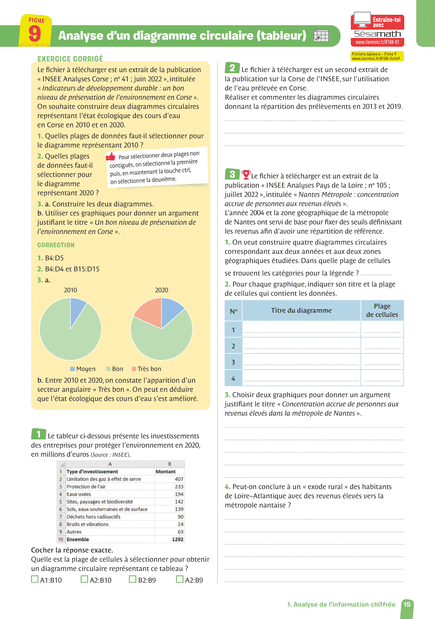 FICHE
9
Analyse d'un diagramme circulaire (tableur)
Entraîne-toi
avec
Sésamath
EXERCICE CORRIGÉ
Le fichier à télécharger est un extrait de la publication
« INSEE Analyses Corse ; n° 41 ; juin 2022 », intitulée
« Indicateurs de développement durable : un bon
niveau de préservation de l'environnement en Corse ».
On souhaite construire deux diagrammes circulaires
représentant l'état écologique des cours d'eau
en Corse en 2010 et en 2020.
1. Quelles plages de données faut-il sélectionner pour
le diagramme représentant 2010 ?
2. Quelles plages
de données faut-il
sélectionner pour
le diagramme
représentant 2020 ?
Pour sélectionner deux plages non
contiguës, on sélectionne la première
puis, en maintenant la touche ctrl,
on sélectionne la deuxième.
3. a. Construire les deux diagrammes.
b. Utiliser ces graphiques pour donner un argument
justifiant le titre « Un bon niveau de préservation de
l'environnement en Corse ».
CORRECTION
1. B4:D5
2. B4:D4 et B15:D15
3. a.
2010
2020
Moyen
Bon
Très bon
b. Entre 2010 et 2020, on constate l'apparition d'un
secteur angulaire « Très bon ». On peut en déduire
que l'état écologique des cours d'eau s'est amélioré.
1 Le tableur ci-dessous présente les investissements
des entreprises pour protéger l'environnement en 2020,
en millions d'euros (Source : INSEE).
A B
1 Type d'investissement Montant
2 Limitation des gaz à effet de serre 407
3 Protection de l'air 233
4 Eaux usées 194
5 Sites, paysages et biodiversité 142
6 Sols, eaux souterraines et de surface 139
7 Déchets hors radioactifs 90
8 Bruits et vibrations 24
9 Autres 63
10 Ensemble 1292
Cocher la réponse exacte.
Quelle est la plage de cellules à sélectionner pour obtenir
un diagramme circulaire représentant ce tableau ?
A1:B10
A2:B10
B2:B9
A2:B9
2 Le fichier à télécharger est un second extrait de
la publication sur la Corse de l'INSEE, sur l'utilisation
de l'eau prélevée en Corse.
Réaliser et commenter les diagrammes circulaires
donnant la répartition des prélèvements en 2013 et 2019.
3 Le fichier à télécharger est un extrait de la
publication « INSEE Analyses Pays de la Loire ; n° 105 ;
juillet 2022 », intitulée « Nantes Métropole : concentration
accrue de personnes aux revenus élevés ».
L'année 2004 et la zone géographique de la métropole
de Nantes ont servi de base pour fixer des seuils définissant
les revenus afin d'avoir une répartition de référence.
1. On veut construire quatre diagrammes circulaires
correspondant aux deux années et aux deux zones
géographiques étudiées. Dans quelle plage de cellules
se trouvent les catégories pour la légende ?
2. Pour chaque graphique, indiquer son titre et la plage
de cellules qui contient les données.
N° Titre du diagramme Plage
de cellules
1
2
3
4
3. Choisir deux graphiques pour donner un argument
justifiant le titre « Concentration accrue de personnes aux
revenus élevés dans la métropole de Nantes ».
4. Peut-on conclure à un « exode rural » des habitants
de Loire-Atlantique avec des revenus élevés vers la
métropole nantaise ?
1. Analyse de l'information chiffrée 15